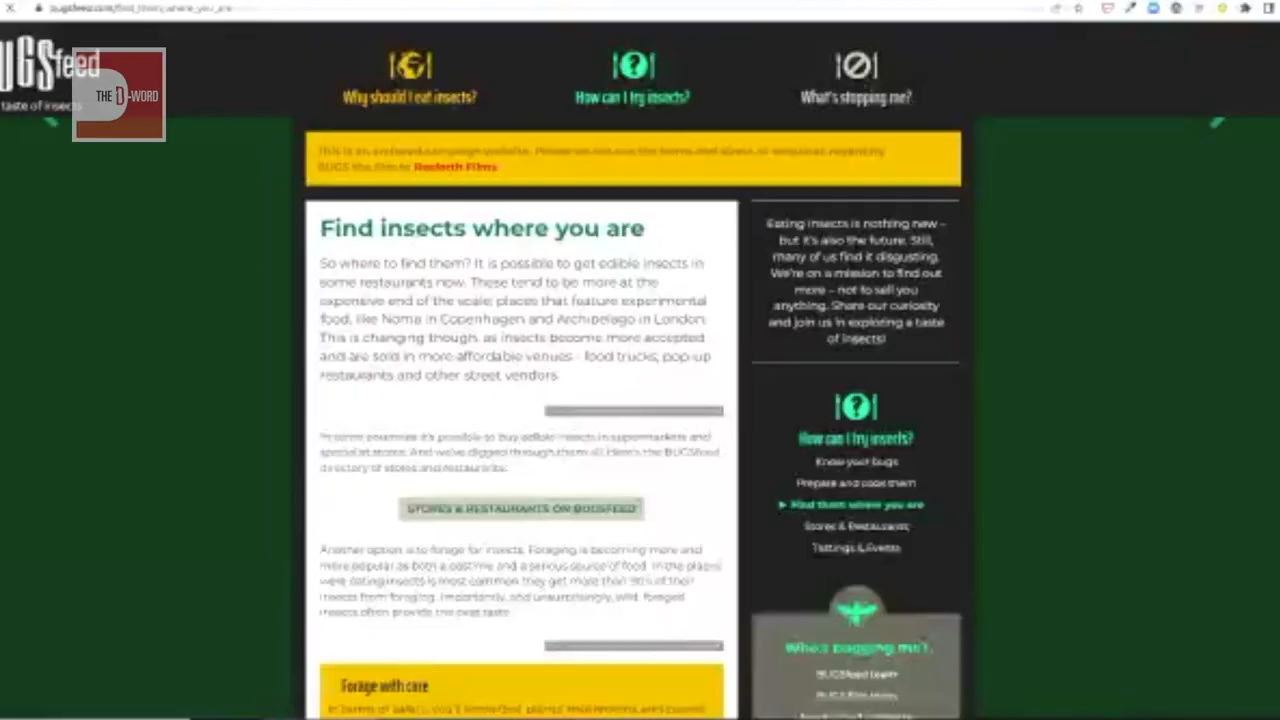 bugsfeed.com/find_them_where_you_are
UGSfeed
taste of insects
THE D-WORD
Why should I eat insects?
How can I try insects?
What's stopping me?
This is an archived campaign website. Please do not use the forms and
regarding
BUGS the film to Rosforth Films
Find insects where you are
So where to find them? It is possible to get edible insects in
some restaurants now. These tend to be more at the
expensive end of the scale; places that feature experimental
food, like Noma in Copenhagen and Archipelago in London.
This is changing though, as insects become more accepted
and are sold in more affordable venues - food trucks, pop-up
restaurants and other street vendors.
In some countries it's possible to buy edible insects in supermarkets and
specialist stores. And we've digged through them all. Here's the BUGSfeed
directory of stores and restaurants:
STORES & RESTAURANTS ON BUGSFEED
Another option is to forage for insects. Foraging is becoming more and
more popular as both a pastime and a serious source of food. In the places
were eating insects is most common they get more than 90% of their
insects from foraging. Importantly, and unsurprisingly, wild, foraged
insects often provide the best taste.
Forage with care
In terms of safety,
Eating insects is nothing new –
but it's also the future. Still,
many of us find it disgusting.
We're on a mission to find out
more – not to sell you
anything. Share our curiosity
and join us in exploring a taste
of insects!
How can I try insects?
Know your bugs
Prepare and cook them
► Find them where you are
Stores & Restaurants
Tastings & Events
Who's bugging me?
BUGSfeed team
BUGS film